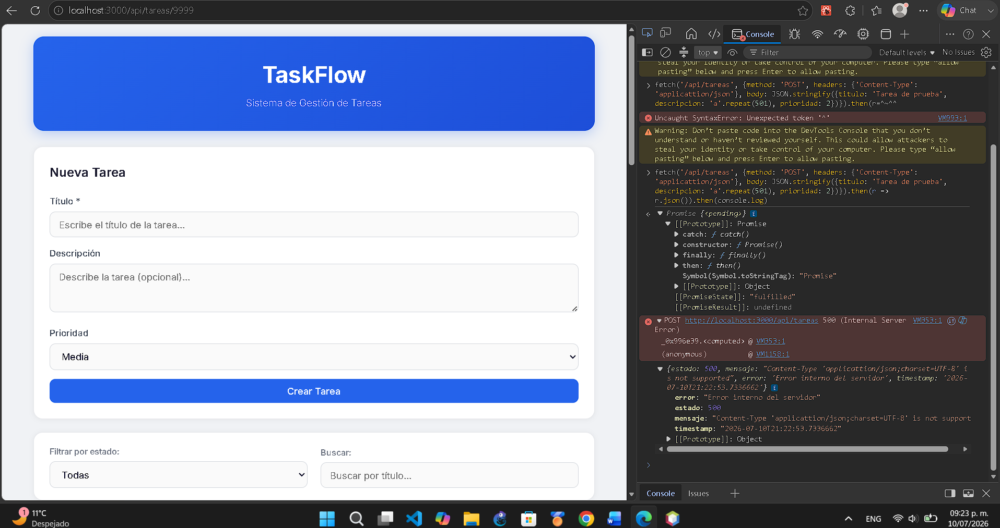 localhost:3000/api/tareas/9999
Chat
TaskFlow
Sistema de Gestión de Tareas
Nueva Tarea
Título *
Escribe el título de la tarea...
Descripción
Describe la tarea (opcional)...
Prioridad
Media
Crear Tarea
Filtrar por estado:
Todas
Buscar:
Buscar por título...
Console
top
Filter
Default levels
No Issues
steal your identity or take control of your computer. Please type “allow
pasting” below and press Enter to allow pasting.
fetch('/api/tareas', {method: 'POST', headers: {'Content-Type':
'applicattion/json'}, body: JSON.stringify({titulo: 'Tarea de prueba',
descripcion: 'a'.repeat(501), prioridad: 2})}).then(r=^~^^
Uncaught SyntaxError: Unexpected token '^' VM993:1
Warning: Don’t paste code into the DevTools Console that you don’t
understand or haven’t reviewed yourself. This could allow attackers to
steal your identity or take control of your computer. Please type “allow
pasting” below and press Enter to allow pasting.
fetch('/api/tareas', {method: 'POST', headers: {'Content-Type':
'applicattion/json'}, body: JSON.stringify({titulo: 'Tarea de prueba',
descripcion: 'a'.repeat(501), prioridad: 2})}).then(r =>
r.json()).then(console.log)
Promise {<pending>}
[[Prototype]]: Promise
catch: ƒ catch()
constructor: ƒ Promise()
finally: ƒ finally()
then: ƒ then()
Symbol(Symbol.toStringTag): "Promise"
[[Prototype]]: Object
[[PromiseState]]: "fulfilled"
[[PromiseResult]]: undefined
POST http://localhost:3000/api/tareas 500 (Internal Server VM353:1
Error)
_0x996e39.<computed> @ VM353:1
(anonymous) @ VM1158:1
{estado: 500, mensaje: "Content-Type 'applicattion/json;charset=UTF-8' i
s not supported", error: 'Error interno del servidor', timestamp: '2026-
07-10T21:22:53.7336662'}
error: "Error interno del servidor"
estado: 500
mensaje: "Content-Type 'applicattion/json;charset=UTF-8' is not support
timestamp: "2026-07-10T21:22:53.7336662"
[[Prototype]]: Object
Console
Issues
1
11°C
Despejado
ENG
09:23 p. m.
10/07/2026